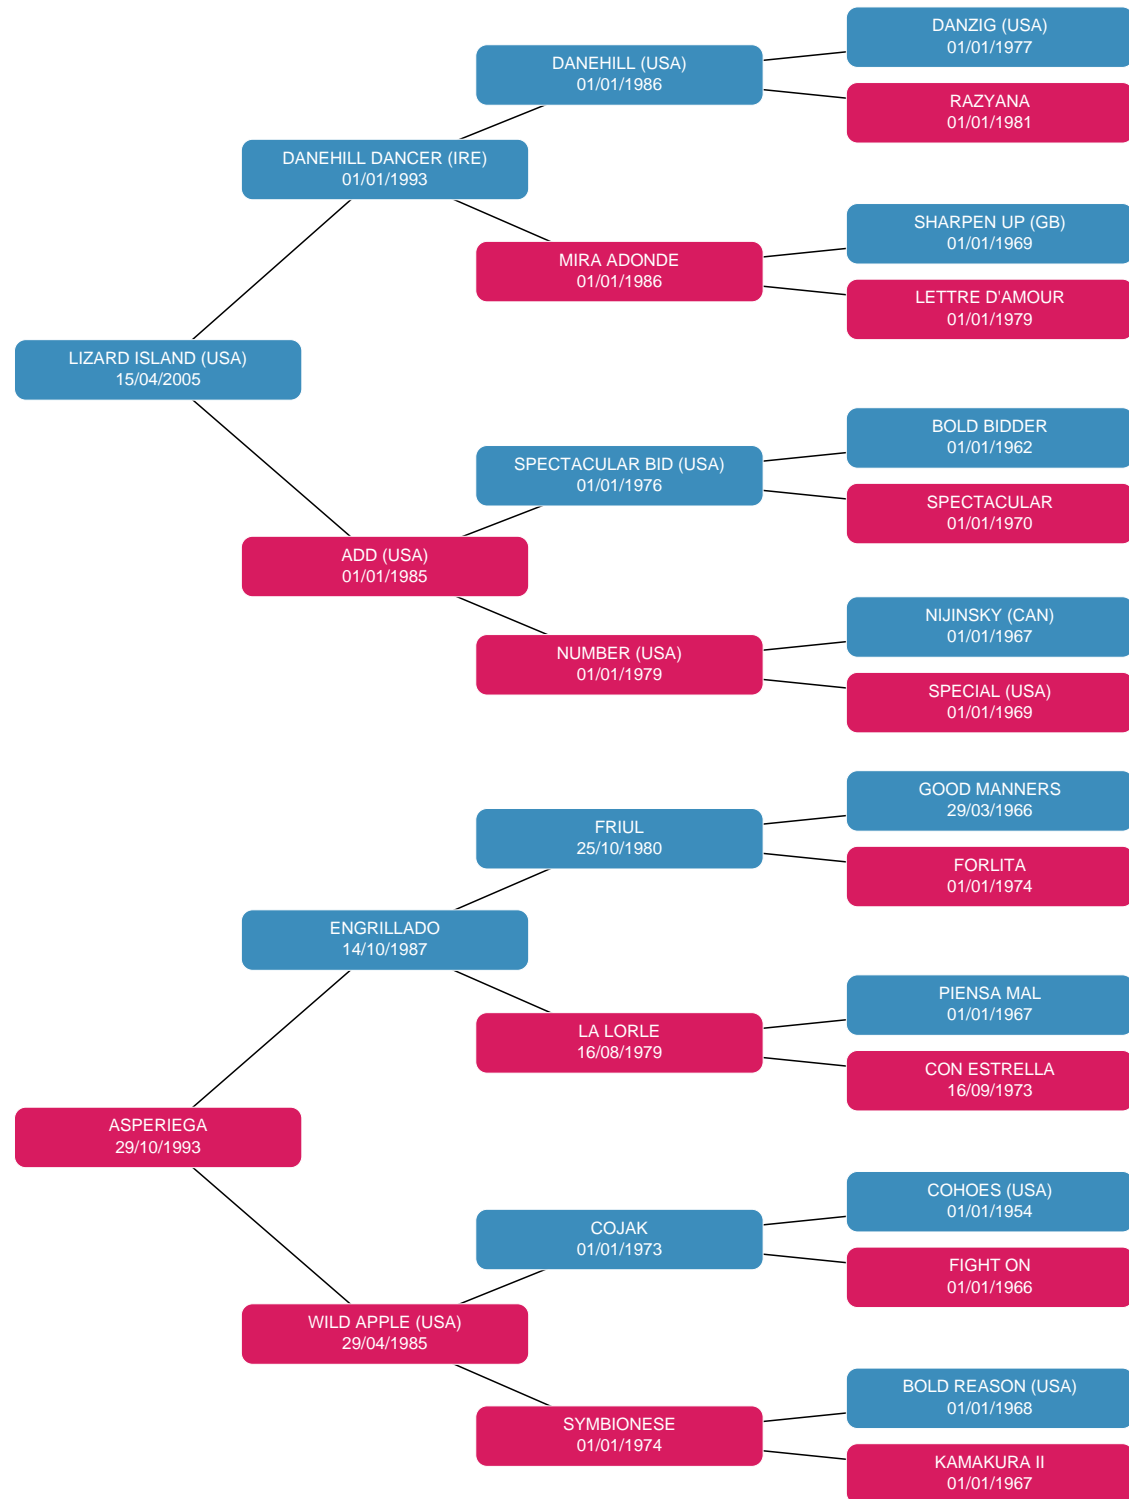 DANZIG (USA)
01/01/1977
DANEHILL (USA)
01/01/1986
RAZYANA
01/01/1981
DANEHILL DANCER (IRE)
01/01/1993
SHARPEN UP (GB)
01/01/1969
MIRA ADONDE
01/01/1986
LETTRE D'AMOUR
01/01/1979
LIZARD ISLAND (USA)
15/04/2005
BOLD BIDDER
01/01/1962
SPECTACULAR BID (USA)
01/01/1976
SPECTACULAR
01/01/1970
ADD (USA)
01/01/1985
NIJINSKY (CAN)
01/01/1967
NUMBER (USA)
01/01/1979
SPECIAL (USA)
01/01/1969
GOOD MANNERS
29/03/1966
FRIUL
25/10/1980
FORLITA
01/01/1974
ENGRILLADO
14/10/1987
PIENSA MAL
01/01/1967
LA LORLE
16/08/1979
CON ESTRELLA
16/09/1973
ASPERIEGA
29/10/1993
COHOES (USA)
01/01/1954
COJAK
01/01/1973
FIGHT ON
01/01/1966
WILD APPLE (USA)
29/04/1985
BOLD REASON (USA)
01/01/1968
SYMBIONESE
01/01/1974
KAMAKURA II
01/01/1967